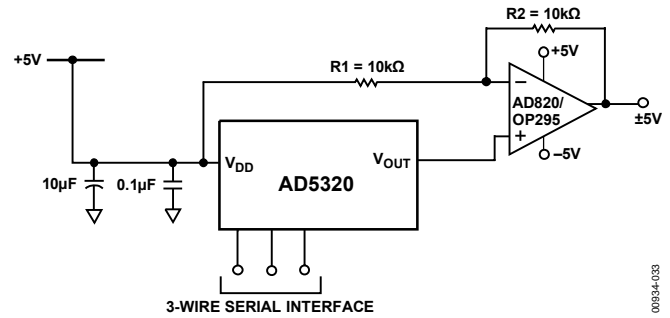 R2 = 10kΩ
+5V
+5V
R1 = 10kΩ
−
AD820/
OP295
±5V
+
–5V
VDD
VOUT
10µF
0.1µF
AD5320
3-WIRE SERIAL INTERFACE
00934-033